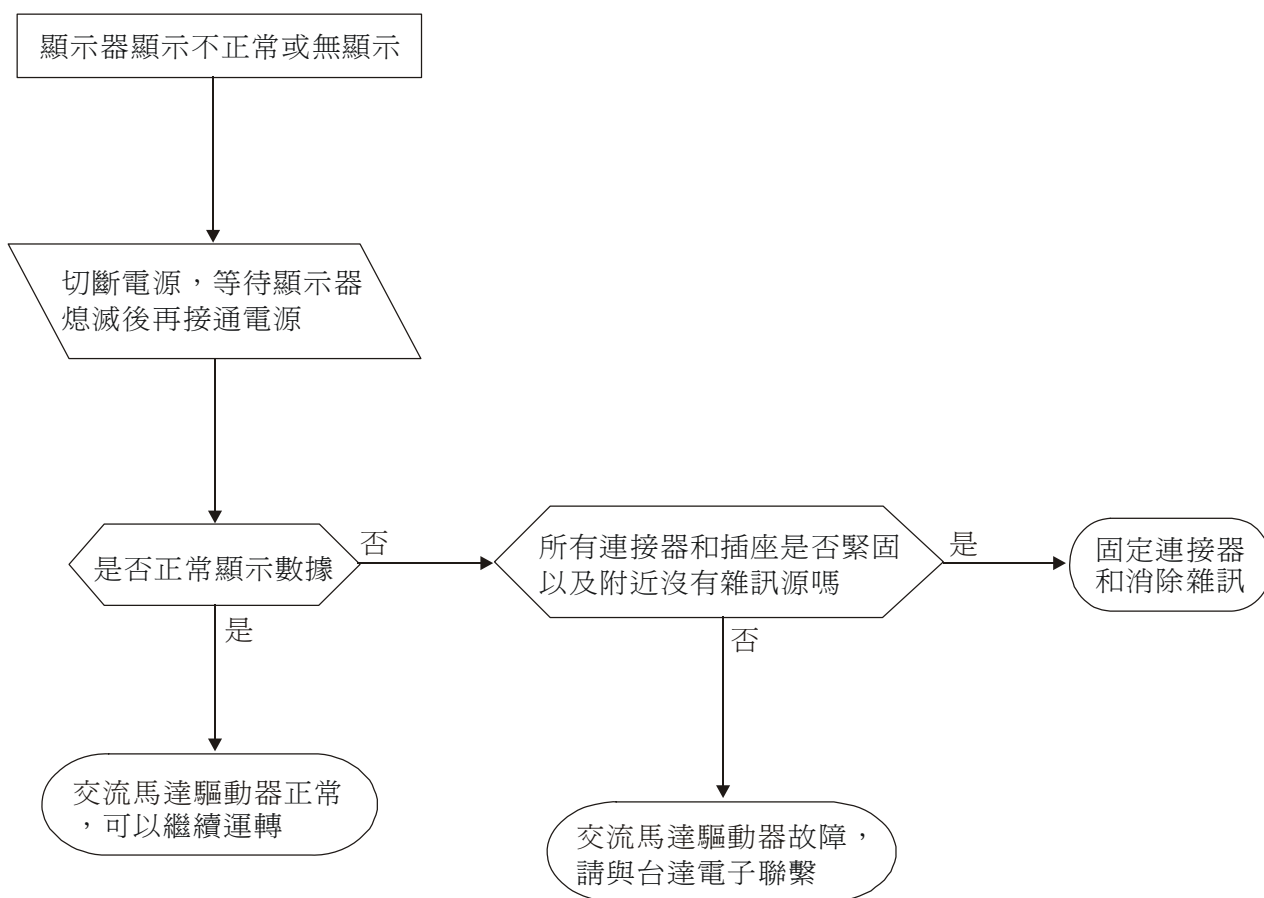 顯示器顯示不正常或無顯示
切斷電源，等待顯示器
熄滅後再接通電源
是否正常顯示數據
否
所有連接器和插座是否緊固
以及附近沒有雜訊源嗎
是
固定連接器
和消除雜訊
是
否
交流馬達驅動器正常
，可以繼續運轉
交流馬達驅動器故障，
請與台達電子聯繫